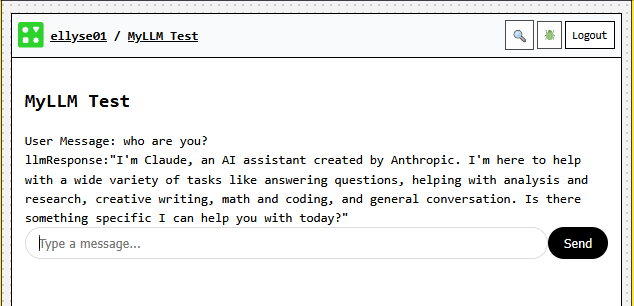 ellyse01 / MyLLM Test
Logout
MyLLM Test
User Message: who are you?
llmResponse:"I'm Claude, an AI assistant created by Anthropic. I'm here to help
with a wide variety of tasks like answering questions, helping with analysis and
research, creative writing, math and coding, and general conversation. Is there
something specific I can help you with today?"
Type a message...
Send